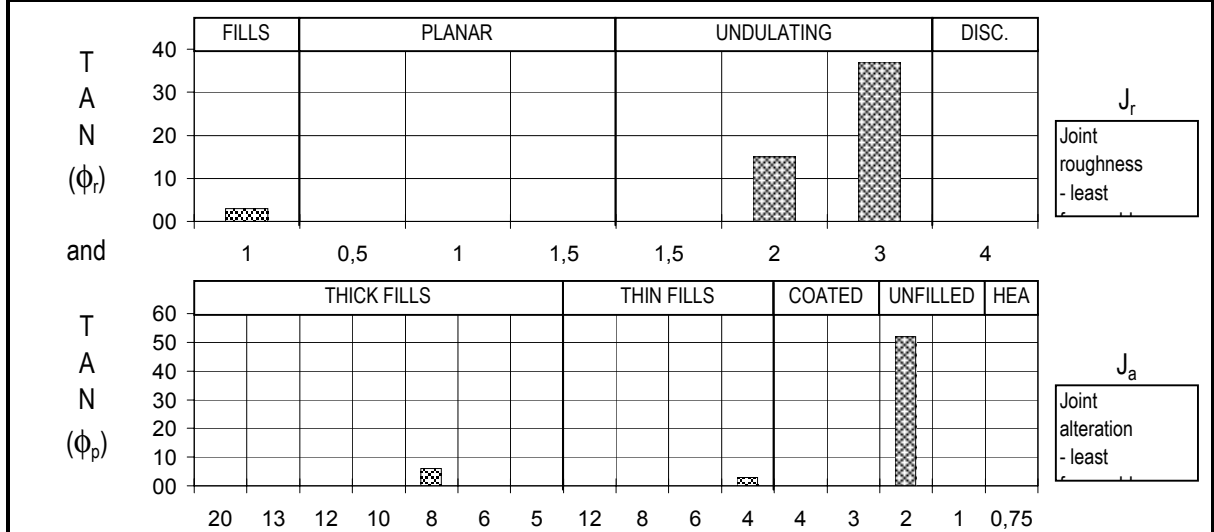 FILLS PLANAR UNDULATING DISC.
40
30
20
10
00
T
A
N
(ϕr)
and
1 0,5 1 1,5 1,5 2 3 4
Jr
Joint
roughness
- least
THICK FILLS THIN FILLS COATED UNFILLED HEA
60
50
40
30
20
10
00
T
A
N
(ϕp)
20 13 12 10 8 6 5 12 8 6 4 4 3 2 1 0,75
Ja
Joint
alteration
- least